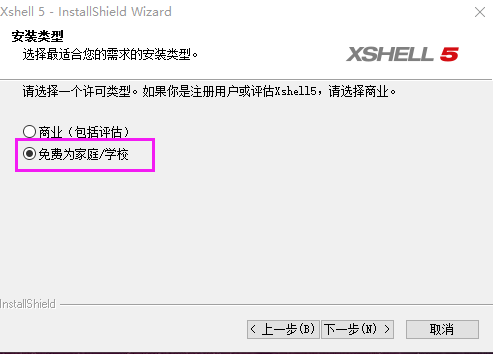 Xshell 5 - InstallShield Wizard
安装类型
选择最适合您的需求的安装类型。
XSHELL 5
请选择一个许可类型。如果你是注册用户或评估Xshell5，请选择商业。
商业（包括评估）
免费为家庭/学校
InstallShield
< 上一步(B) 下一步(N) > 取消